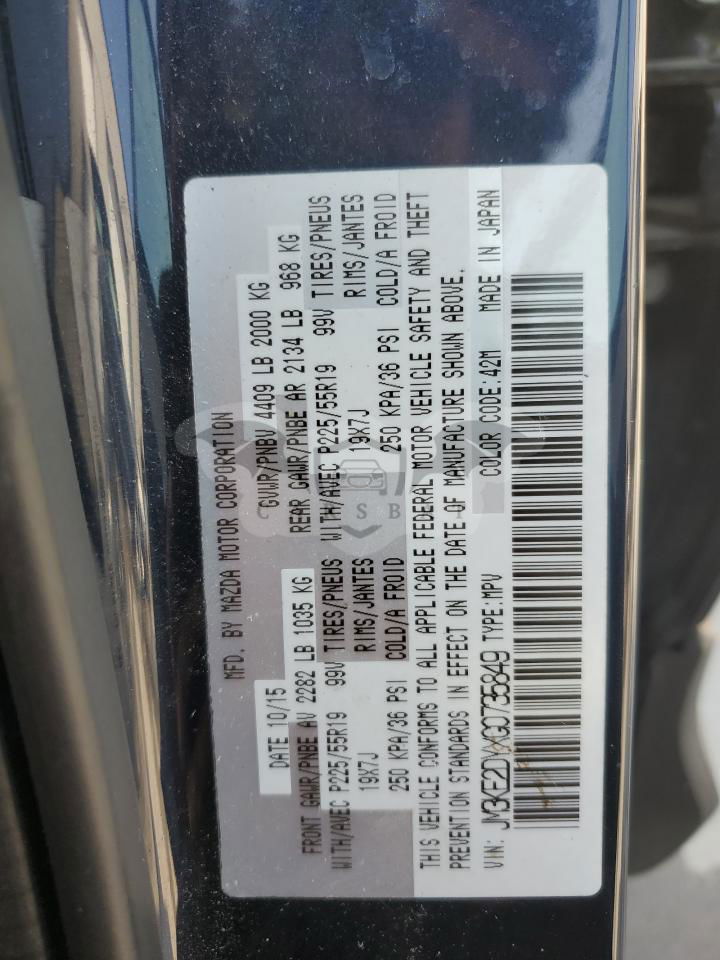 MFD. BY MAZDA MOTOR CORPORATION
DATE 10/15 GVWR/PNBV 4409 LB 2000 KG
FRONT GAWR/PNBE AV 2282 LB 1035 KG REAR GAWR/PNBE AR 2134 LB 968 KG
WITH/AVEC P225/55R19 99V TIRES/PNEUS WITH/AVEC P225/55R19 99V TIRES/PNEUS
19X7J RIMS/JANTES 19X7J RIMS/JANTES
250 KPA/36 PSI COLD/A FROID 250 KPA/36 PSI COLD/A FROID
THIS VEHICLE CONFORMS TO ALL APPLICABLE FEDERAL MOTOR VEHICLE SAFETY AND THEFT
PREVENTION STANDARDS IN EFFECT ON THE DATE OF MANUFACTURE SHOWN ABOVE.
VIN: JM3KE2DYXG0735849 TYPE:MPV COLOR CODE:42M MADE IN JAPAN